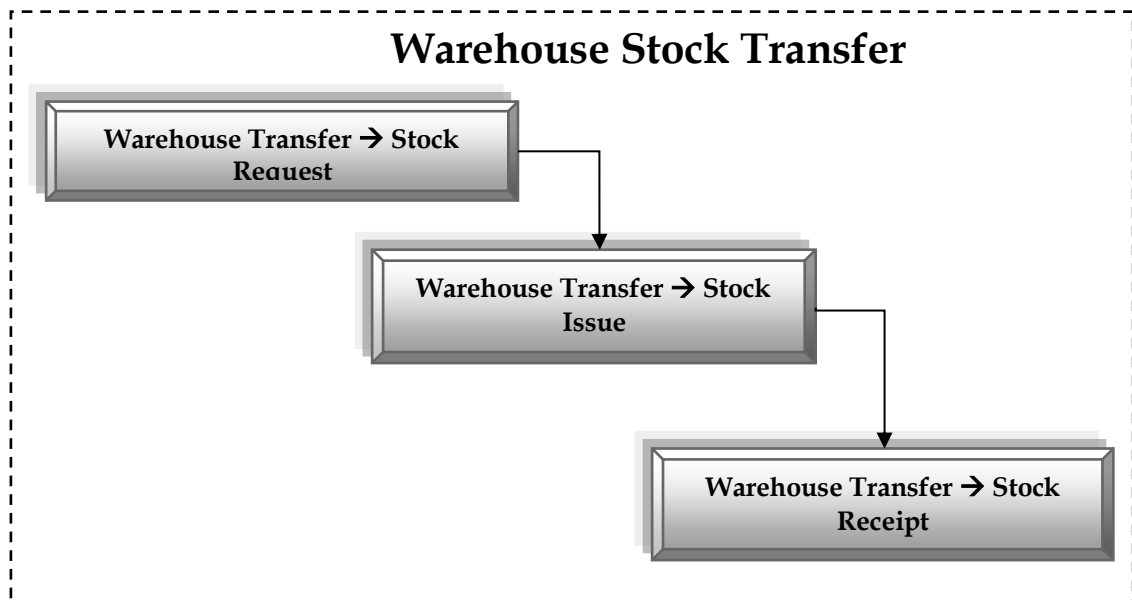 Warehouse Stock Transfer
Warehouse Transfer → Stock
Request
Warehouse Transfer → Stock
Issue
Warehouse Transfer → Stock
Receipt